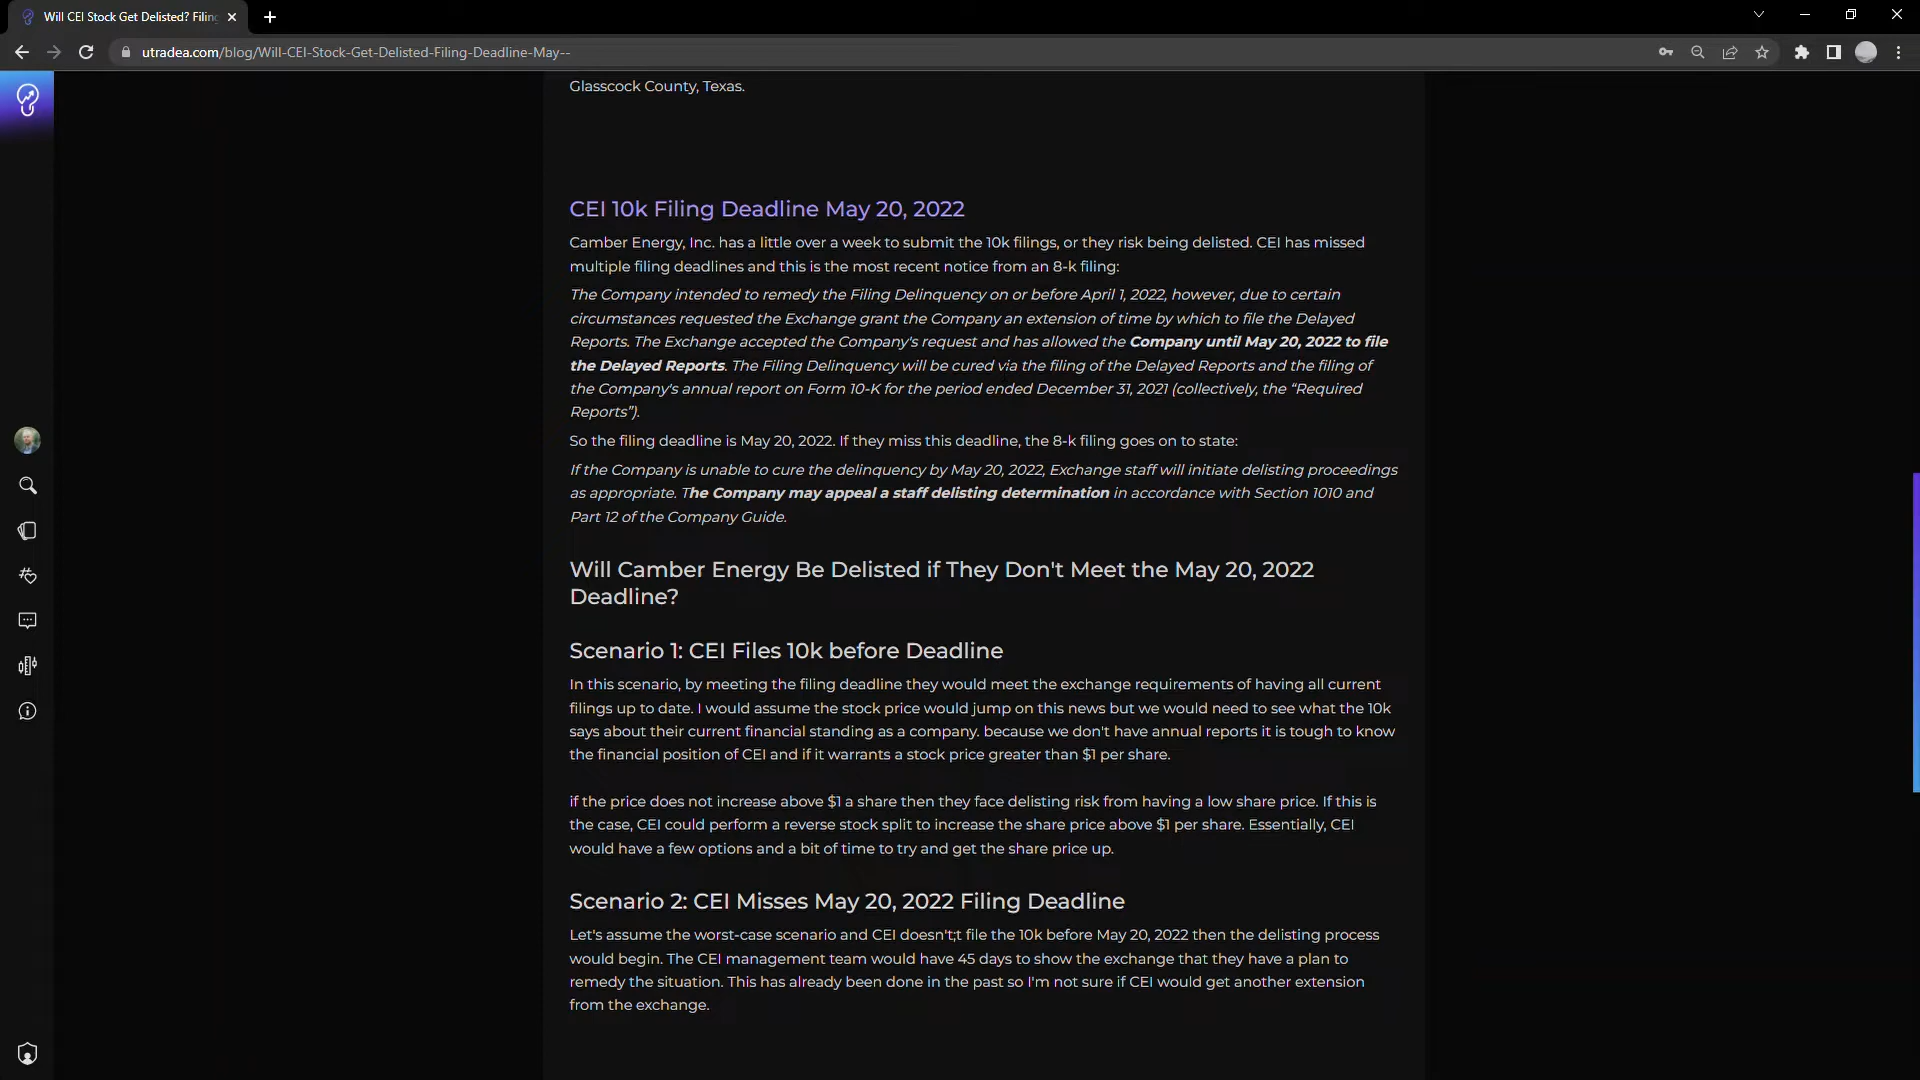 Will CEI Stock Get Delisted? Filin
utradea.com/blog/Will-CEI-Stock-Get-Delisted-Filing-Deadline-May--
Glasscock County, Texas.
CEI 10k Filing Deadline May 20, 2022
Camber Energy, Inc. has a little over a week to submit the 10k filings, or they risk being delisted. CEI has missed
multiple filing deadlines and this is the most recent notice from an 8-k filing:
The Company intended to remedy the Filing Delinquency on or before April 1, 2022, however, due to certain
circumstances requested the Exchange grant the Company an extension of time by which to file the Delayed
Reports. The Exchange accepted the Company's request and has allowed the Company until May 20, 2022 to file
the Delayed Reports. The Filing Delinquency will be cured via the filing of the Delayed Reports and the filing of
the Company's annual report on Form 10-K for the period ended December 31, 2021 (collectively, the “Required
Reports”).
So the filing deadline is May 20, 2022. If they miss this deadline, the 8-k filing goes on to state:
If the Company is unable to cure the delinquency by May 20, 2022, Exchange staff will initiate delisting proceedings
as appropriate. The Company may appeal a staff delisting determination in accordance with Section 1010 and
Part 12 of the Company Guide.
Will Camber Energy Be Delisted if They Don't Meet the May 20, 2022
Deadline?
Scenario 1: CEI Files 10k before Deadline
In this scenario, by meeting the filing deadline they would meet the exchange requirements of having all current
filings up to date. I would assume the stock price would jump on this news but we would need to see what the 10k
says about their current financial standing as a company. because we don't have annual reports it is tough to know
the financial position of CEI and if it warrants a stock price greater than $1 per share.
if the price does not increase above $1 a share then they face delisting risk from having a low share price. If this is
the case, CEI could perform a reverse stock split to increase the share price above $1 per share. Essentially, CEI
would have a few options and a bit of time to try and get the share price up.
Scenario 2: CEI Misses May 20, 2022 Filing Deadline
Let's assume the worst-case scenario and CEI doesn't;t file the 10k before May 20, 2022 then the delisting process
would begin. The CEI management team would have 45 days to show the exchange that they have a plan to
remedy the situation. This has already been done in the past so I'm not sure if CEI would get another extension
from the exchange.